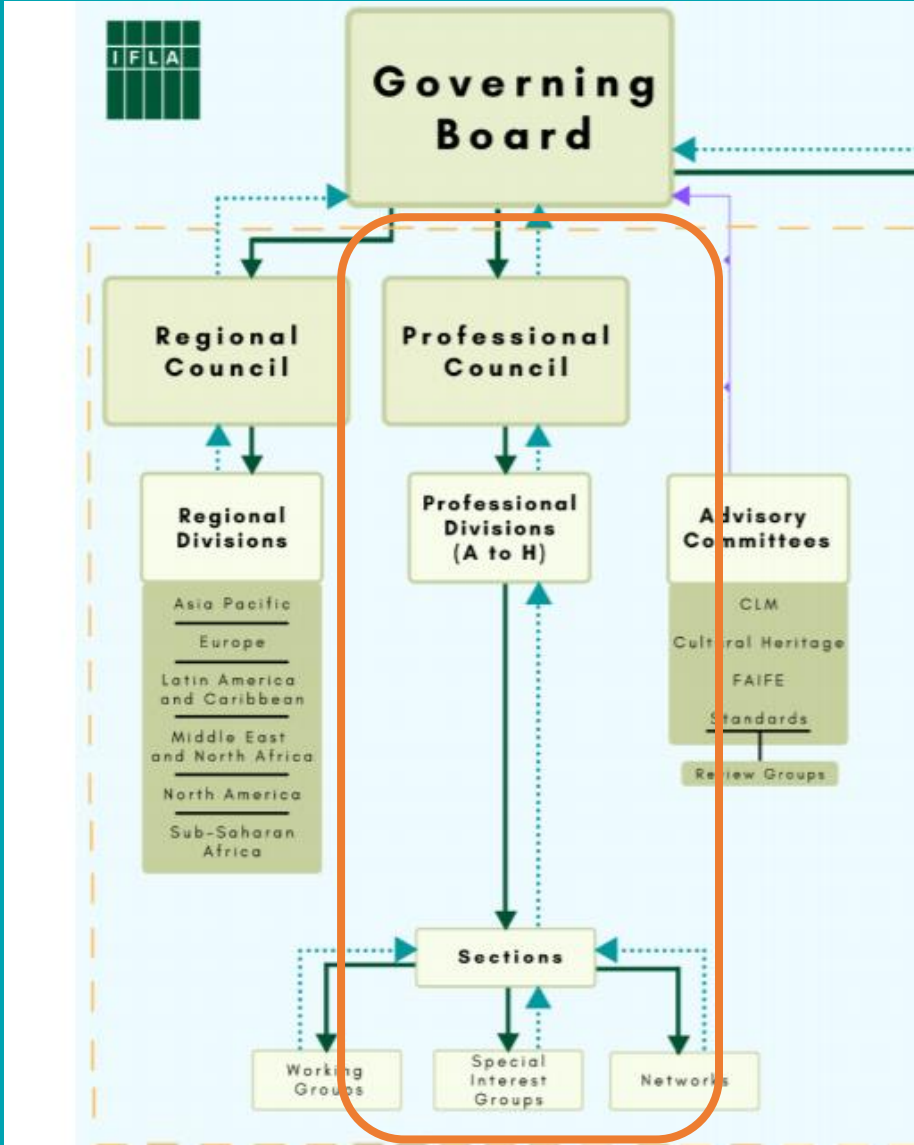 IFLA
Governing
Board
Regional
Council
Professional
Council
Regional
Divisions
Asia Pacific
Europe
Latin America
and Caribbean
Middle East
and North Africa
North America
Sub-Saharan
Africa
Professional
Divisions
(A to H)
Advisory
Committees
CLM
Cultural Heritage
FAIFE
Standards
Review Groups
Sections
Working
Groups
Special
Interest
Groups
Networks